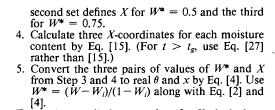 second set defines X for W* = 0.5 and the third
for W* = 0.75.
4. Calculate three X-coordinates for each moisture
content by Eq. [15]. (For t > tg, use Eq. [27]
rather than [15].)
5. Convert the three pairs of values of W* and X
from Step 3 and 4 to real θ and x by Eq. [4]. Use
W* = (W-Wi)/(1-Wi) along with Eq. [2] and
[4].